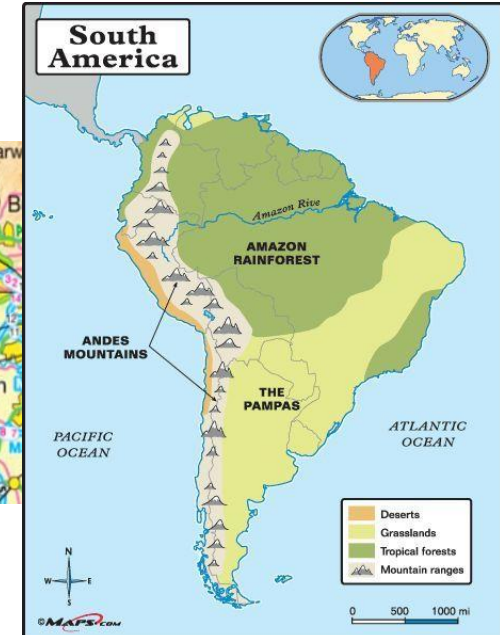 South
America
Amazon Rive
AMAZON
RAINFOREST
ANDES
MOUNTAINS
THE
PAMPAS
PACIFIC
OCEAN
ATLANTIC
OCEAN
Deserts
Grasslands
Tropical forests
Mountain ranges
N
W
E
S
0 500 1000 mi
©MAPS.COM